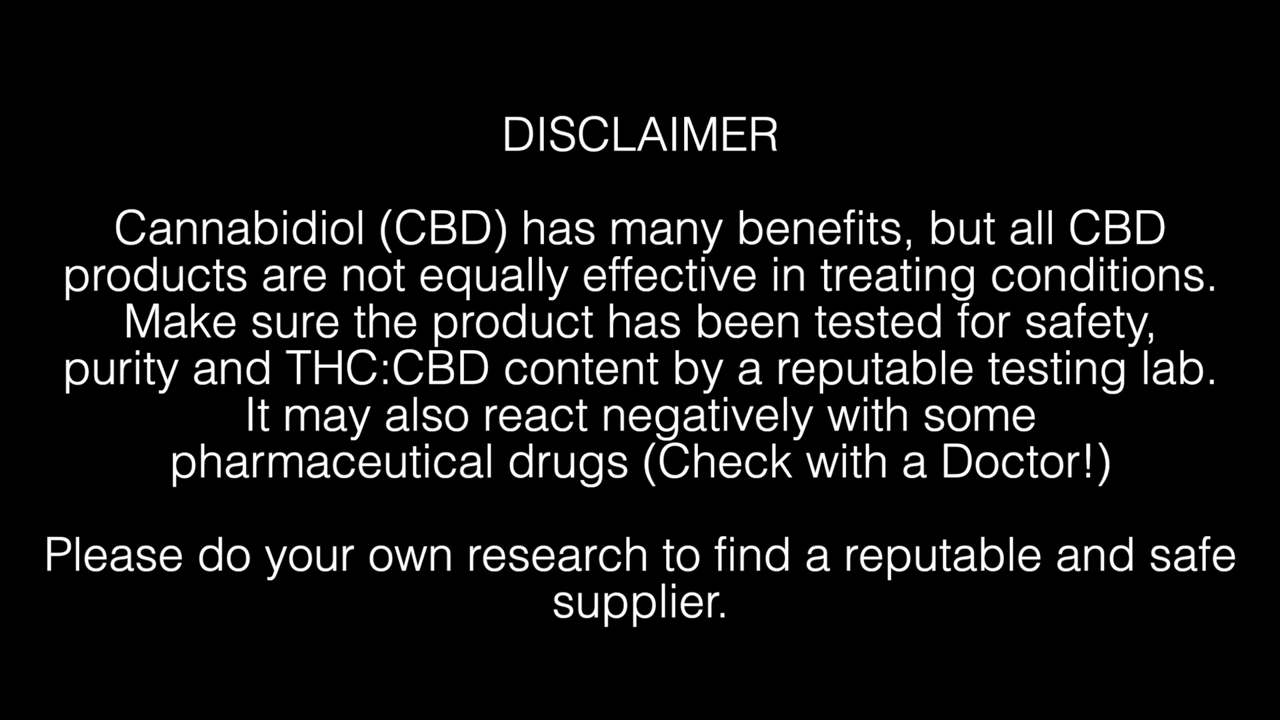 DISCLAIMER
Cannabidiol (CBD) has many benefits, but all CBD
products are not equally effective in treating conditions.
Make sure the product has been tested for safety,
purity and THC:CBD content by a reputable testing lab.
It may also react negatively with some
pharmaceutical drugs (Check with a Doctor!)
Please do your own research to find a reputable and safe
supplier.